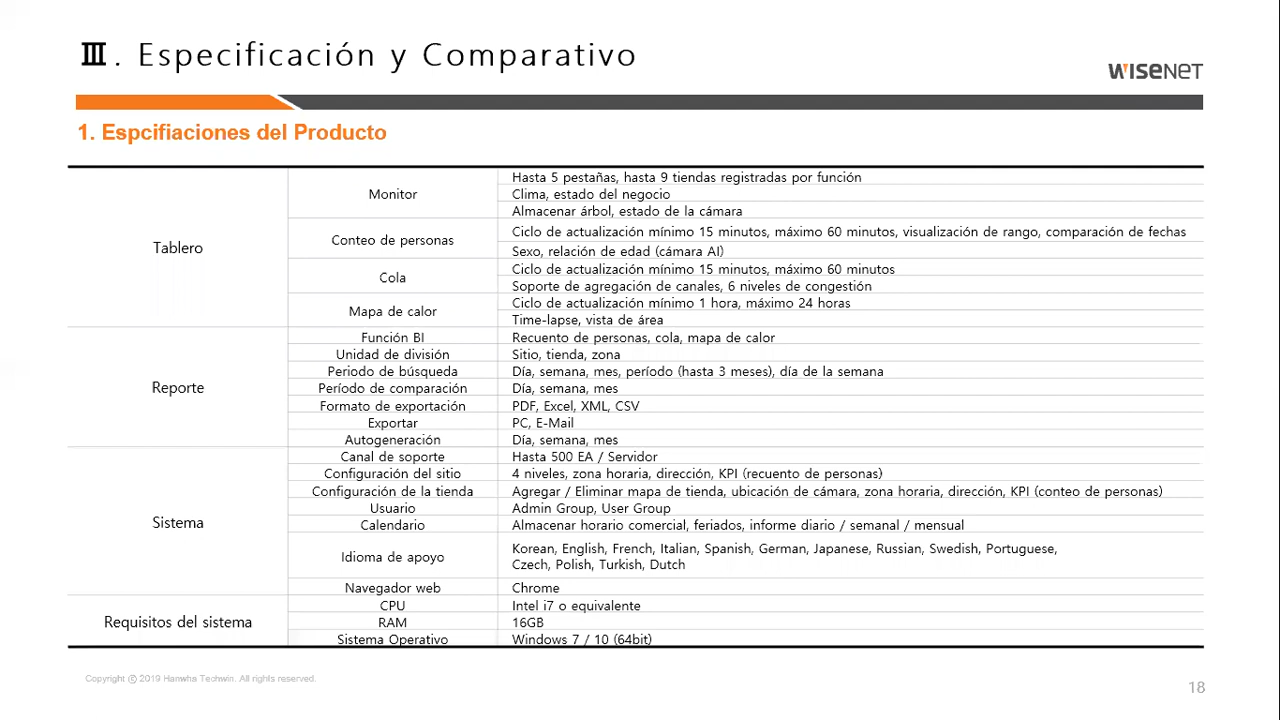 Ⅲ. Especificación y Comparativo
WISENET
1. Espcifiaciones del Producto
Tablero
Monitor
Hasta 5 pestañas, hasta 9 tiendas registradas por función
Clima, estado del negocio
Almacenar árbol, estado de la cámara
Conteo de personas
Ciclo de actualización mínimo 15 minutos, máximo 60 minutos, visualización de rango, comparación de fechas
Sexo, relación de edad (cámara AI)
Cola
Ciclo de actualización mínimo 15 minutos, máximo 60 minutos
Soporte de agregación de canales, 6 niveles de congestión
Mapa de calor
Ciclo de actualización mínimo 1 hora, máximo 24 horas
Time-lapse, vista de área
Reporte
Función BI
Recuento de personas, cola, mapa de calor
Unidad de división
Sitio, tienda, zona
Periodo de búsqueda
Día, semana, mes, período (hasta 3 meses), día de la semana
Período de comparación
Día, semana, mes
Formato de exportación
PDF, Excel, XML, CSV
Exportar
PC, E-Mail
Autogeneración
Día, semana, mes
Sistema
Canal de soporte
Hasta 500 EA / Servidor
Configuración del sitio
4 niveles, zona horaria, dirección, KPI (recuento de personas)
Configuración de la tienda
Agregar / Eliminar mapa de tienda, ubicación de cámara, zona horaria, dirección, KPI (conteo de personas)
Usuario
Admin Group, User Group
Calendario
Almacenar horario comercial, feriados, informe diario / semanal / mensual
Idioma de apoyo
Korean, English, French, Italian, Spanish, German, Japanese, Russian, Swedish, Portuguese,
Czech, Polish, Turkish, Dutch
Navegador web
Chrome
Requisitos del sistema
CPU
Intel i7 o equivalente
RAM
16GB
Sistema Operativo
Windows 7 / 10 (64bit)
Copyright ⓒ 2019 Hanwha Techwin. All rights reserved.
18